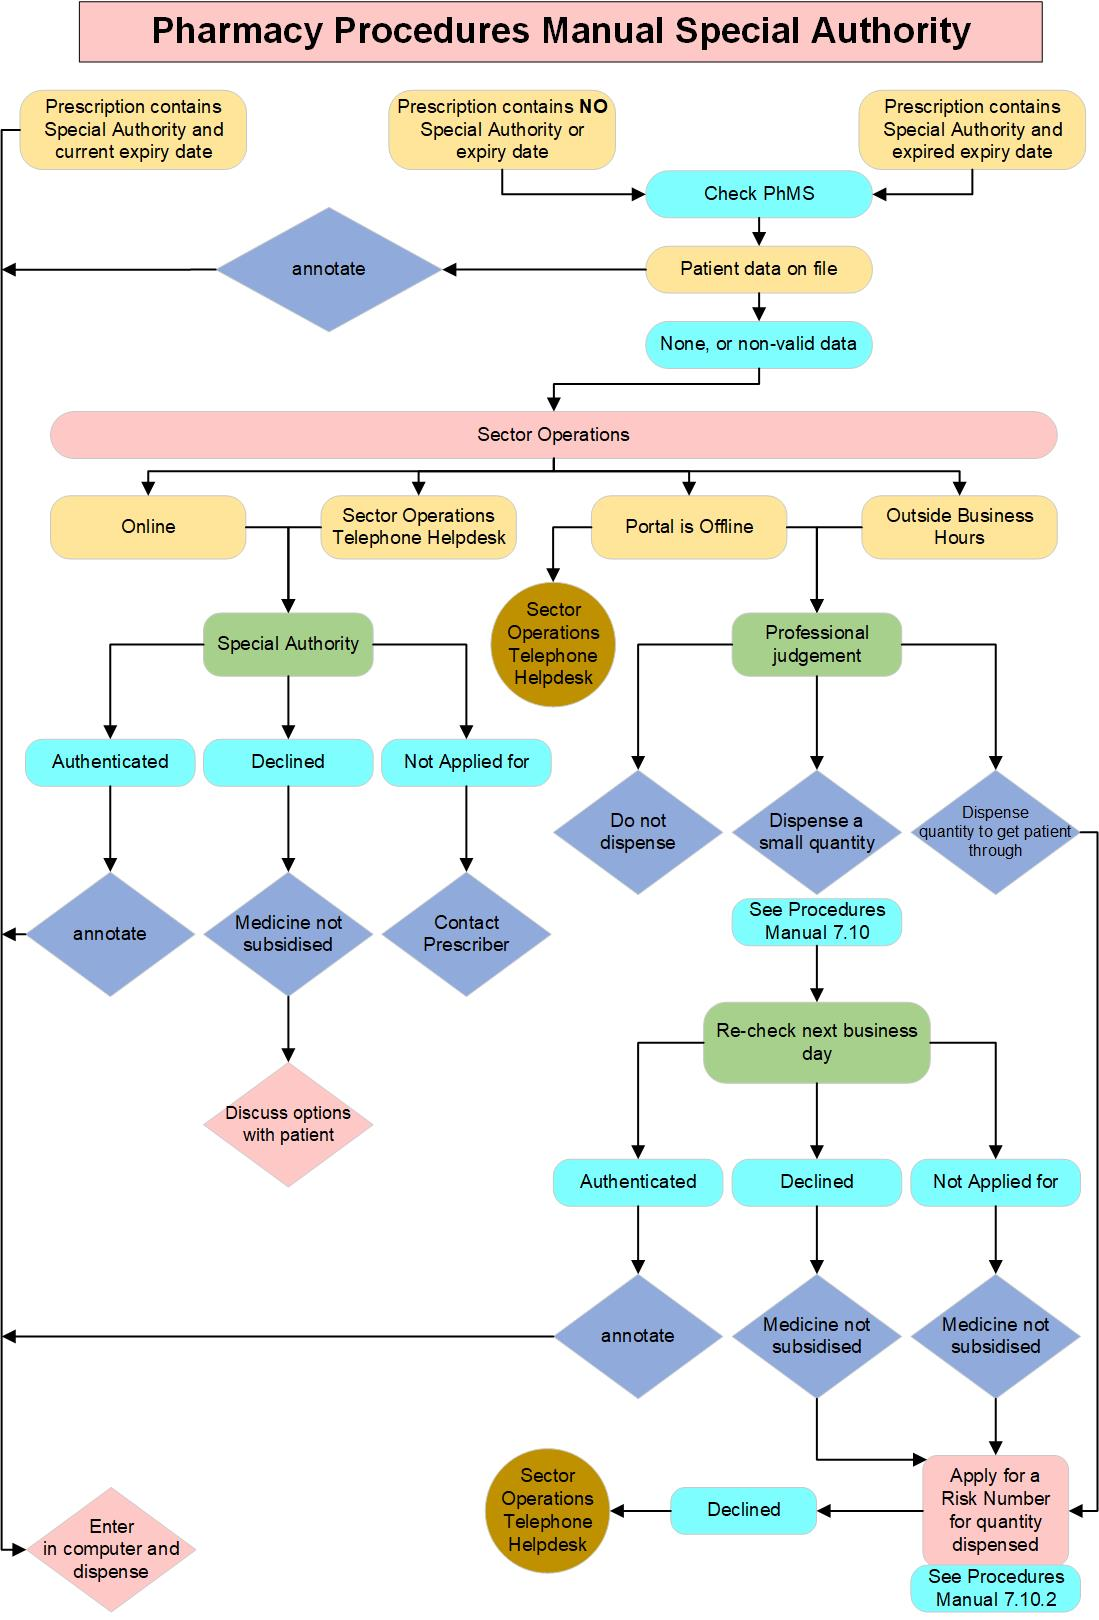 Pharmacy Procedures Manual Special Authority
Prescription contains
Special Authority and
current expiry date
Prescription contains NO
Special Authority or
expiry date
Prescription contains
Special Authority and
expired expiry date
Check PhMS
annotate
Patient data on file
None, or non-valid data
Sector Operations
Online
Sector Operations
Telephone Helpdesk
Portal is Offline
Outside Business
Hours
Sector
Operations
Telephone
Helpdesk
Special Authority
Professional
judgement
Authenticated
Declined
Not Applied for
Do not
dispense
Dispense a
small quantity
Dispense
quantity to get patient
through
annotate
Medicine not
subsidised
Contact
Prescriber
See Procedures
Manual 7.10
Re-check next business
day
Discuss options
with patient
Authenticated
Declined
Not Applied for
annotate
Medicine not
subsidised
Medicine not
subsidised
Enter
in computer and
dispense
Sector
Operations
Telephone
Helpdesk
Declined
Apply for a
Risk Number
for quantity
dispensed
See Procedures
Manual 7.10.2